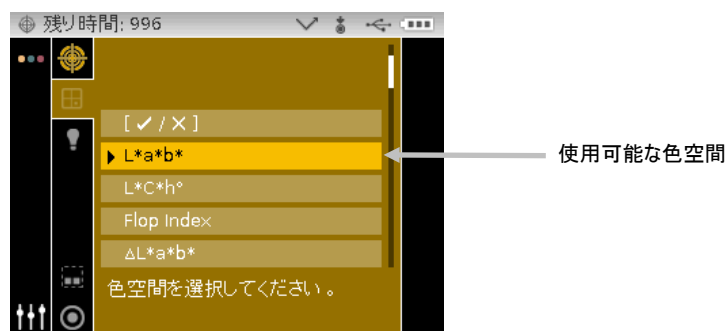 残り時間: 996
[ ✓ / ✕ ]
L*a*b*
使用可能な色空間
L*C*h°
Flop Index
△L*a*b*
色空間を選択してください。